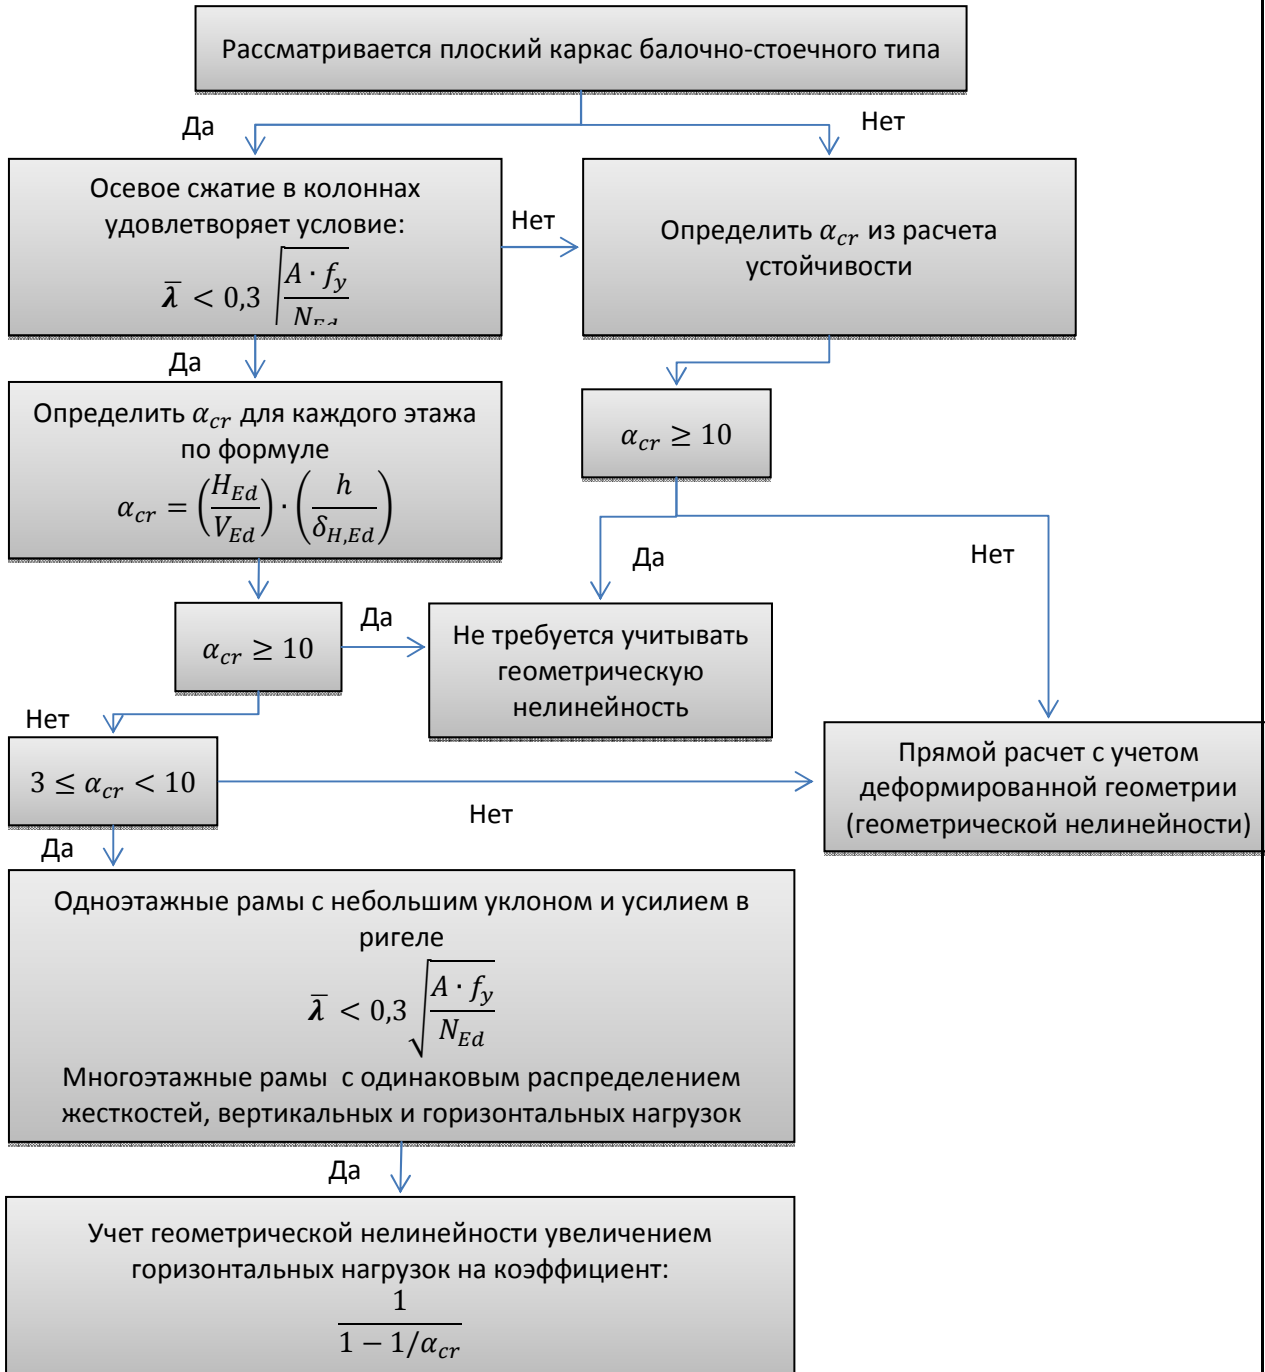 Рассматривается плоский каркас балочно-стоечного типа
Да
Нет
Осевое сжатие в колоннах
удовлетворяет условие:
λ̅ < 0,3 √(A · f_y / N_Ed)
Нет
Определить α_cr из расчета
устойчивости
Да
Определить α_cr для каждого этажа
по формуле
α_cr = (H_Ed / V_Ed) · (h / δ_H,Ed)
α_cr ≥ 10
Да
Нет
α_cr ≥ 10
Да
Не требуется учитывать
геометрическую
нелинейность
Нет
3 ≤ α_cr < 10
Нет
Прямой расчет с учетом
деформированной геометрии
(геометрической нелинейности)
Да
Одноэтажные рамы с небольшим уклоном и усилием в
ригеле
λ̅ < 0,3 √(A · f_y / N_Ed)
Многоэтажные рамы с одинаковым распределением
жесткостей, вертикальных и горизонтальных нагрузок
Да
Учет геометрической нелинейности увеличением
горизонтальных нагрузок на коэффициент:
1 / (1 − 1/α_cr)